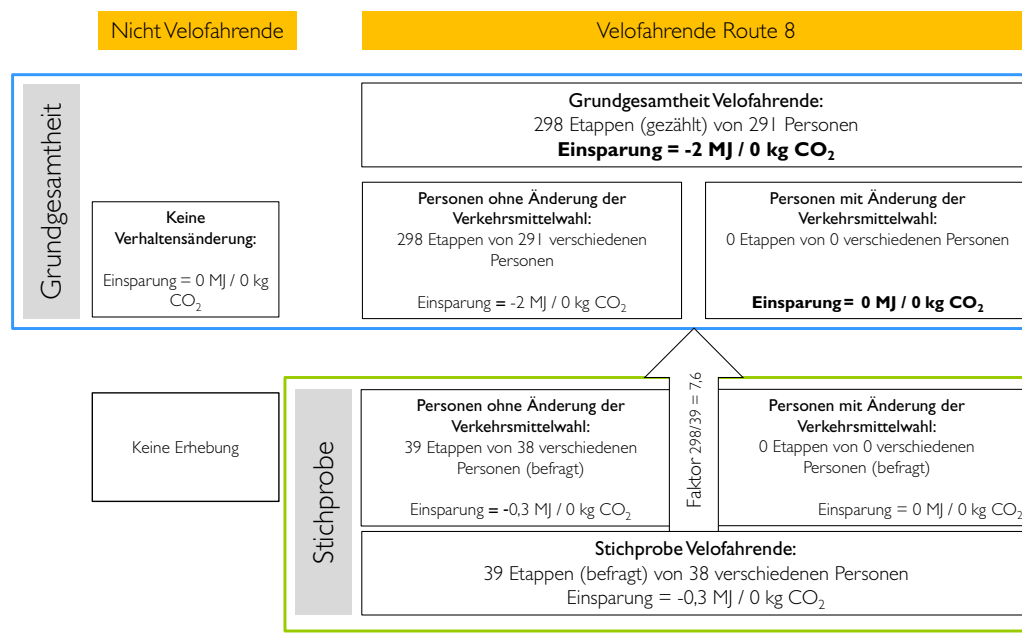 Nicht Velofahrende
Velofahrende Route 8
Grundgesamtheit
Grundgesamtheit Velofahrende:
298 Etappen (gezählt) von 291 Personen
Einsparung = -2 MJ / 0 kg CO₂
Keine
Verhaltensänderung:
Einsparung = 0 MJ / 0 kg
CO₂
Personen ohne Änderung der
Verkehrsmittelwahl:
298 Etappen von 291 verschiedenen
Personen
Einsparung = -2 MJ / 0 kg CO₂
Personen mit Änderung der
Verkehrsmittelwahl:
0 Etappen von 0 verschiedenen Personen
Einsparung = 0 MJ / 0 kg CO₂
Keine Erhebung
Stichprobe
Personen ohne Änderung der
Verkehrsmittelwahl:
39 Etappen von 38 verschiedenen
Personen (befragt)
Einsparung = -0,3 MJ / 0 kg CO₂
Faktor 298/39 = 7,6
Personen mit Änderung der
Verkehrsmittelwahl:
0 Etappen von 0 verschiedenen
Personen (befragt)
Einsparung = 0 MJ / 0 kg CO₂
Stichprobe Velofahrende:
39 Etappen (befragt) von 38 verschiedenen Personen
Einsparung = -0,3 MJ / 0 kg CO₂